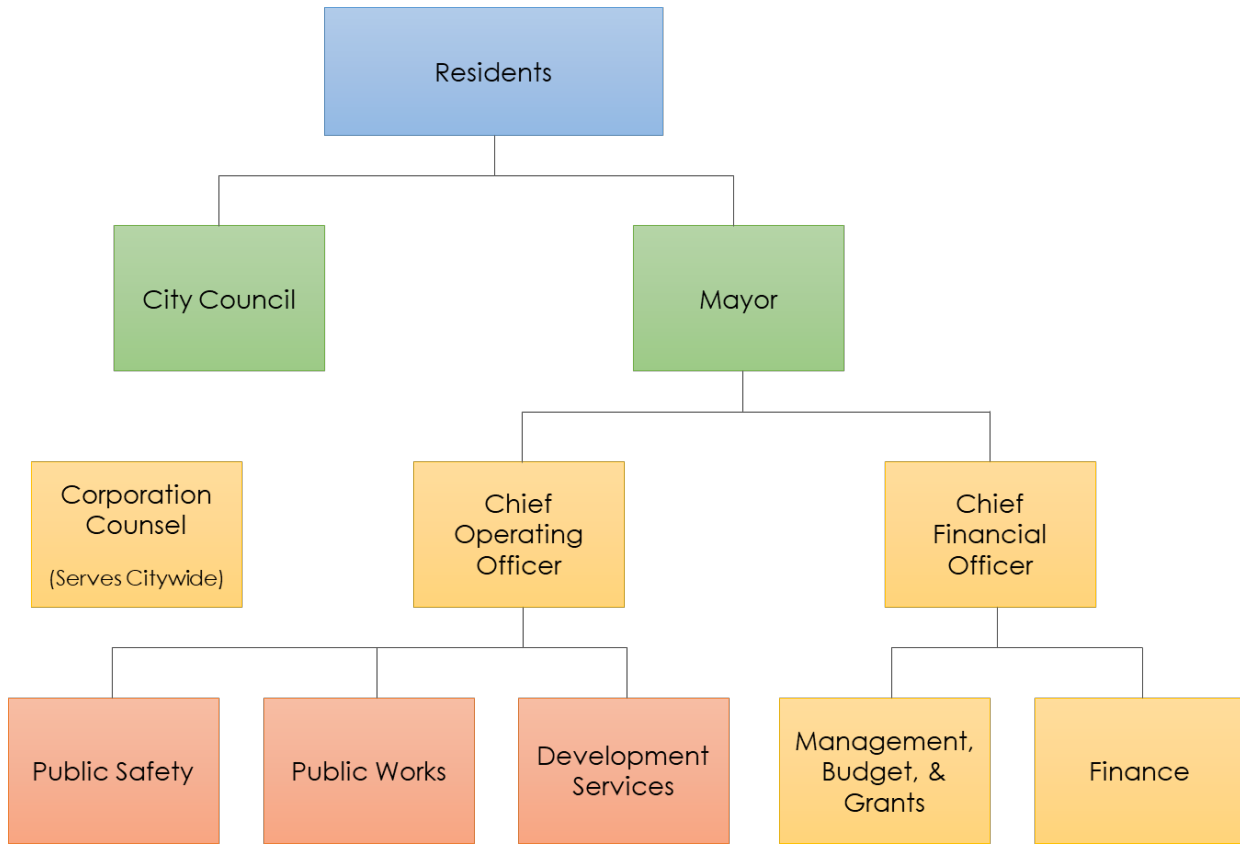 Residents
City Council
Mayor
Corporation
Counsel
(Serves Citywide)
Chief
Operating
Officer
Chief
Financial
Officer
Public Safety
Public Works
Development
Services
Management,
Budget, &
Grants
Finance